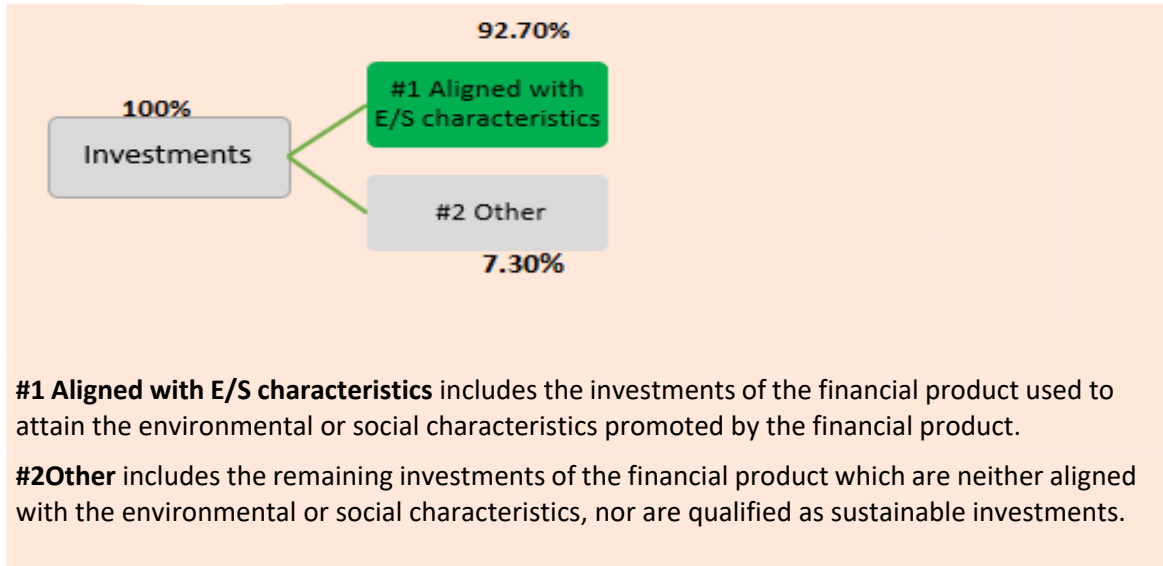 92.70%
#1 Aligned with
E/S characteristics
100%
Investments
#2 Other
7.30%
#1 Aligned with E/S characteristics includes the investments of the financial product used to
attain the environmental or social characteristics promoted by the financial product.
#2Other includes the remaining investments of the financial product which are neither aligned
with the environmental or social characteristics, nor are qualified as sustainable investments.